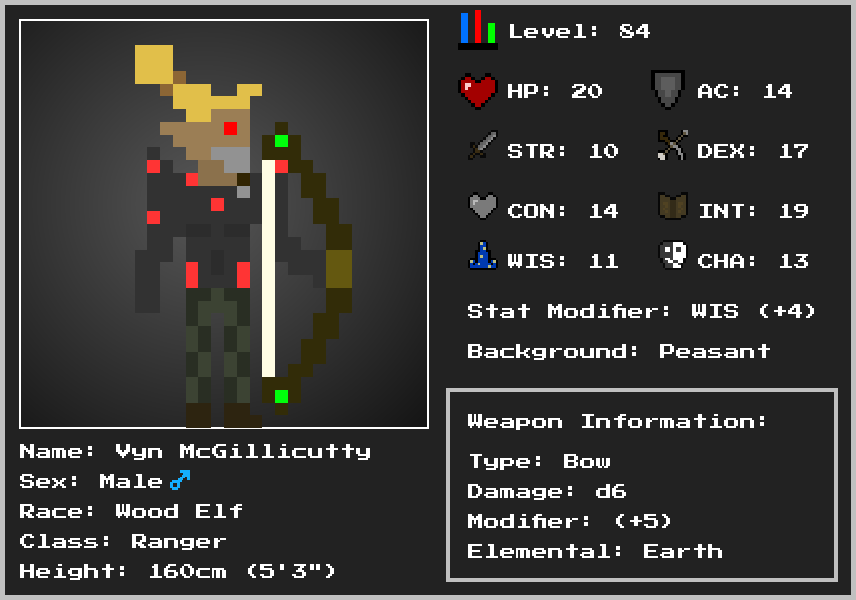 Level: 84
HP: 20
AC: 14
STR: 10
DEX: 17
CON: 14
INT: 19
WIS: 11
CHA: 13
Stat Modifier: WIS (+4)
Background: Peasant
Weapon Information:
Type: Bow
Damage: d6
Modifier: (+5)
Elemental: Earth
Name: Vyn McGillicutty
Sex: Male♂
Race: Wood Elf
Class: Ranger
Height: 160cm (5'3")